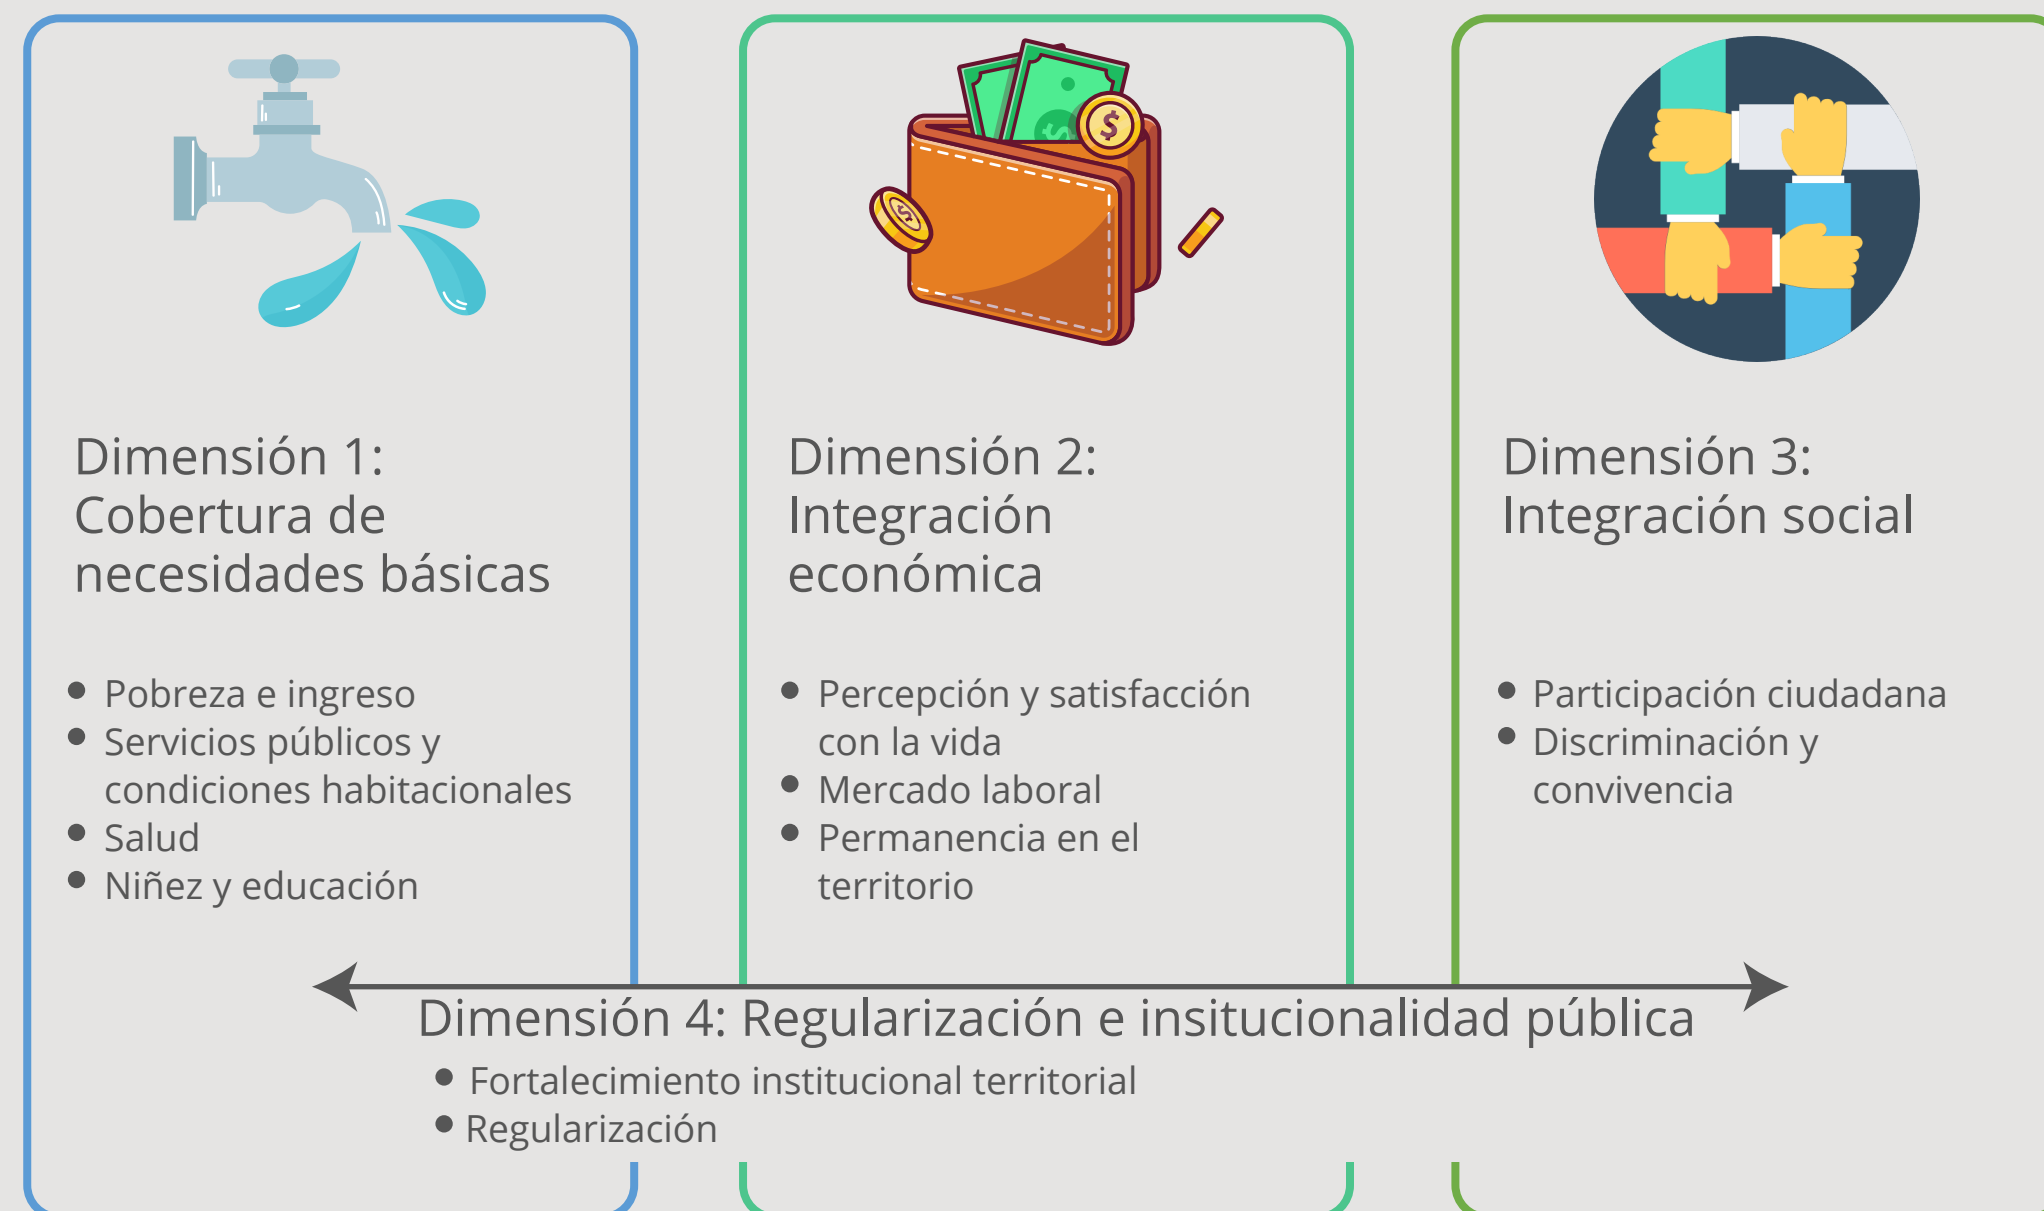 Dimensión 1:
Cobertura de
necesidades básicas
• Pobreza e ingreso
• Servicios públicos y
condiciones habitacionales
• Salud
• Niñez y educación
Dimensión 2:
Integración
económica
• Percepción y satisfacción
con la vida
• Mercado laboral
• Permanencia en el
territorio
Dimensión 3:
Integración social
• Participación ciudadana
• Discriminación y
convivencia
Dimensión 4: Regularización e insitucionalidad pública
• Fortalecimiento institucional territorial
• Regularización